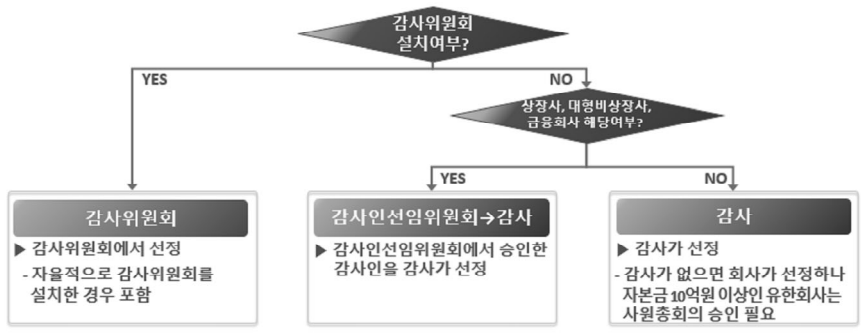 감사위원회
설치여부?
YES
NO
상장사, 대형비상장사,
금융회사 해당여부?
YES
NO
감사위원회
▶ 감사위원회에서 선정
- 자율적으로 감사위원회를
설치한 경우 포함
감사인선임위원회→감사
▶ 감사인선임위원회에서 승인한
감사인을 감사가 선정
감사
▶ 감사가 선정
- 감사가 없으면 회사가 선정하나
자본금 10억원 이상인 유한회사는
사원총회의 승인 필요